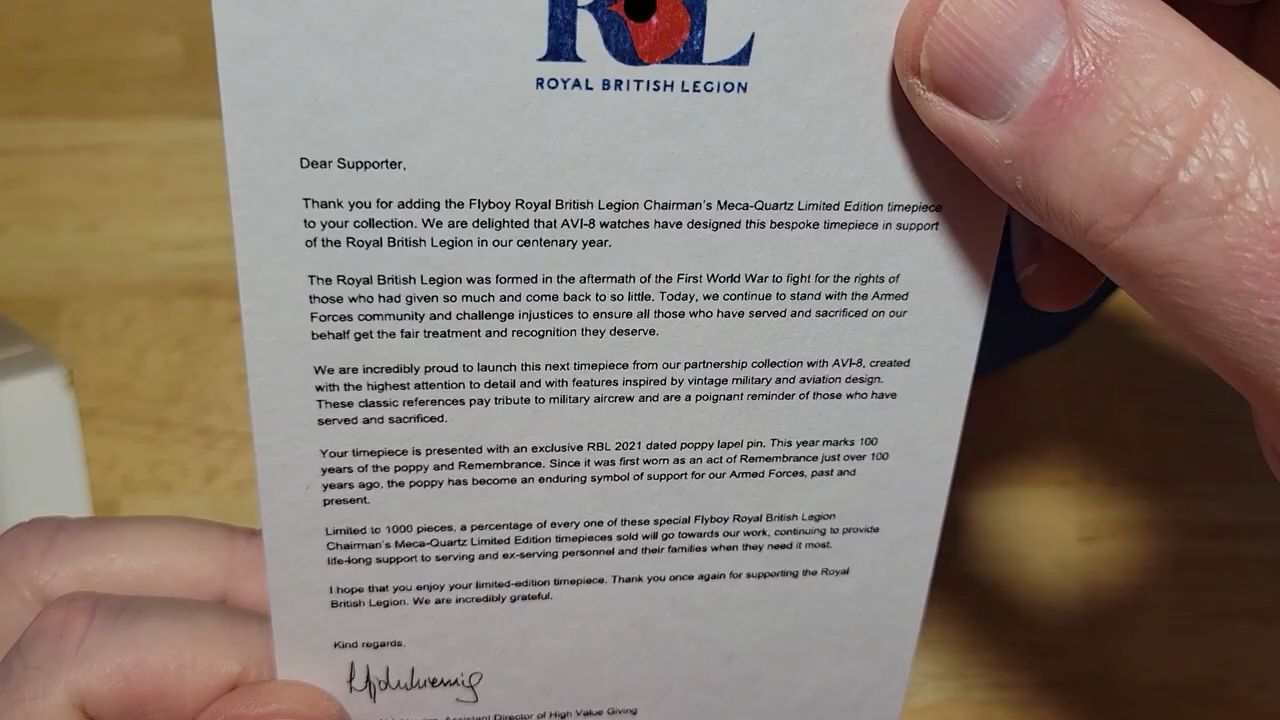 RBL
ROYAL BRITISH LEGION
Dear Supporter,
Thank you for adding the Flyboy Royal British Legion Chairman's Meca-Quartz Limited Edition timepiece
to your collection. We are delighted that AVI-8 watches have designed this bespoke timepiece in support
of the Royal British Legion in our centenary year.
The Royal British Legion was formed in the aftermath of the First World War to fight for the rights of
those who had given so much and come back to so little. Today, we continue to stand with the Armed
Forces community and challenge injustices to ensure all those who have served and sacrificed on our
behalf get the fair treatment and recognition they deserve.
We are incredibly proud to launch this next timepiece from our partnership collection with AVI-8, created
with the highest attention to detail and with features inspired by vintage military and aviation design.
These classic references pay tribute to military aircrew and are a poignant reminder of those who have
served and sacrificed.
Your timepiece is presented with an exclusive RBL 2021 dated poppy lapel pin. This year marks 100
years of the poppy and Remembrance. Since it was first worn as an act of Remembrance just over 100
years ago, the poppy has become an enduring symbol of support for our Armed Forces, past and
present.
Limited to 1000 pieces, a percentage of every one of these special Flyboy Royal British Legion
Chairman's Meca-Quartz Limited Edition timepieces sold will go towards our work, continuing to provide
life-long support to serving and ex-serving personnel and their families when they need it most.
I hope that you enjoy your limited-edition timepiece. Thank you once again for supporting the Royal
British Legion. We are incredibly grateful.
Kind regards,
Assistant Director of High Value Giving